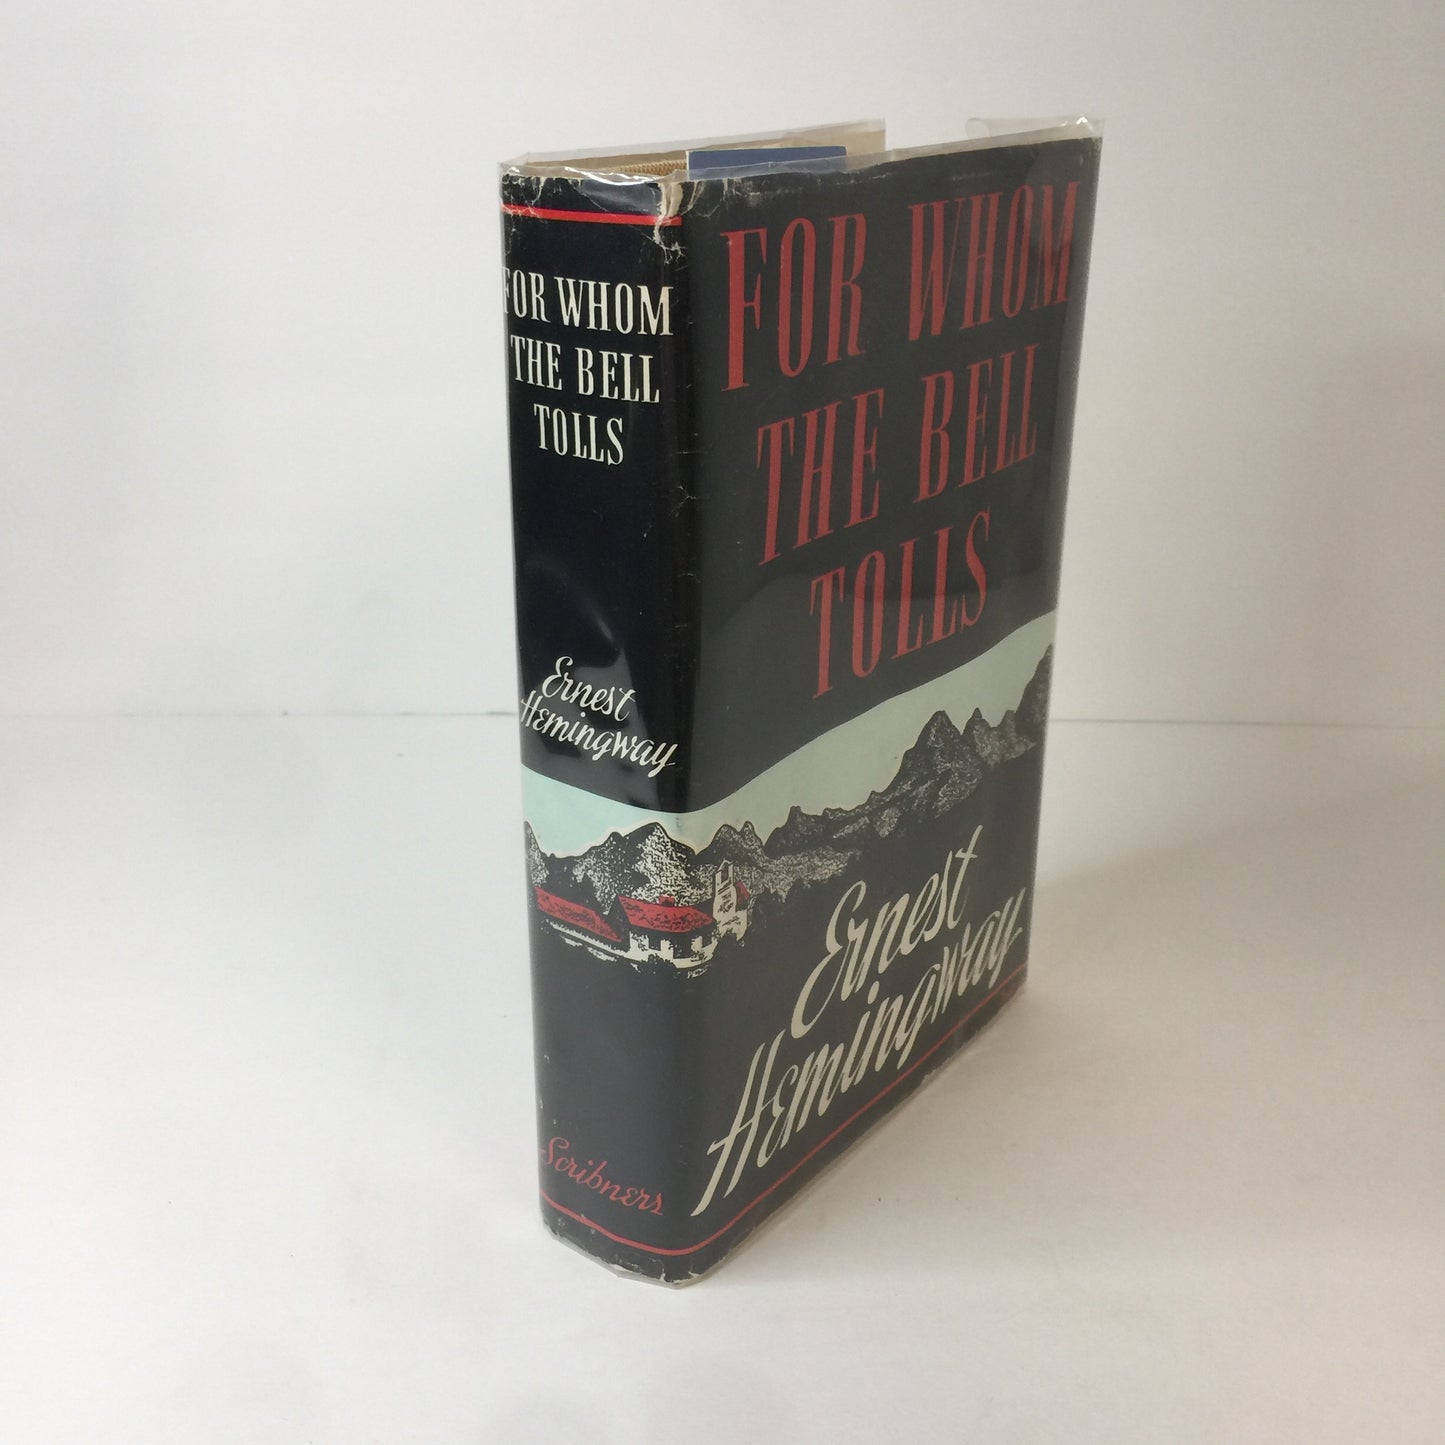 FOR WHOM
THE BELL
TOLLS
Ernest
Hemingway
Scribners
FOR WHOM
THE BELL
TOLLS
Ernest
Hemingway